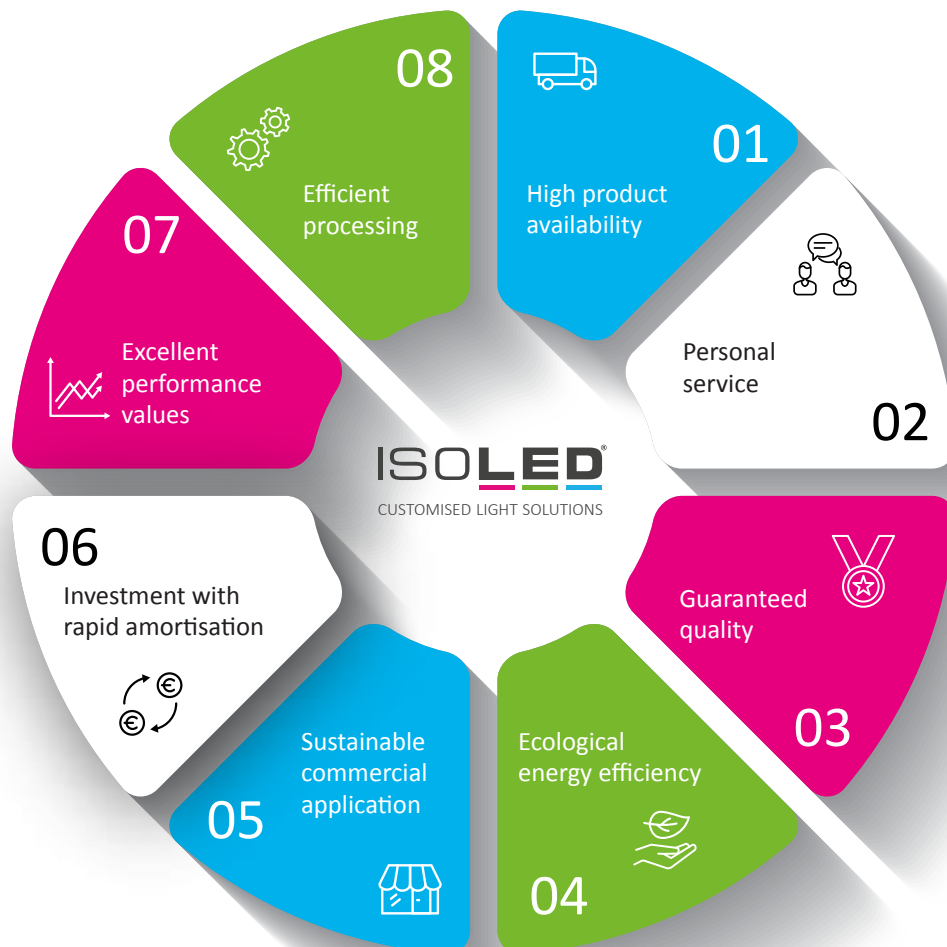 01
High product
availability
02
Personal
service
03
Guaranteed
quality
04
Ecological
energy efficiency
05
Sustainable
commercial
application
06
Investment with
rapid amortisation
€
€
07
Excellent
performance
values
08
Efficient
processing
ISOLED®
CUSTOMISED LIGHT SOLUTIONS